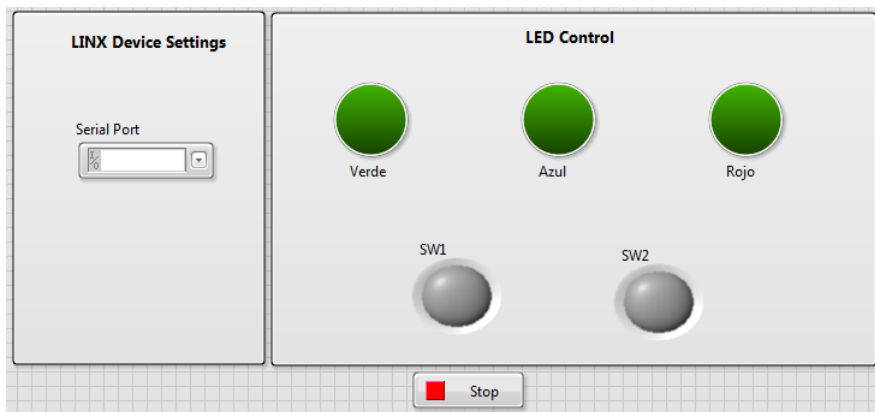 LINX Device Settings
Serial Port
I/O
LED Control
Verde
Azul
Rojo
SW1
SW2
Stop